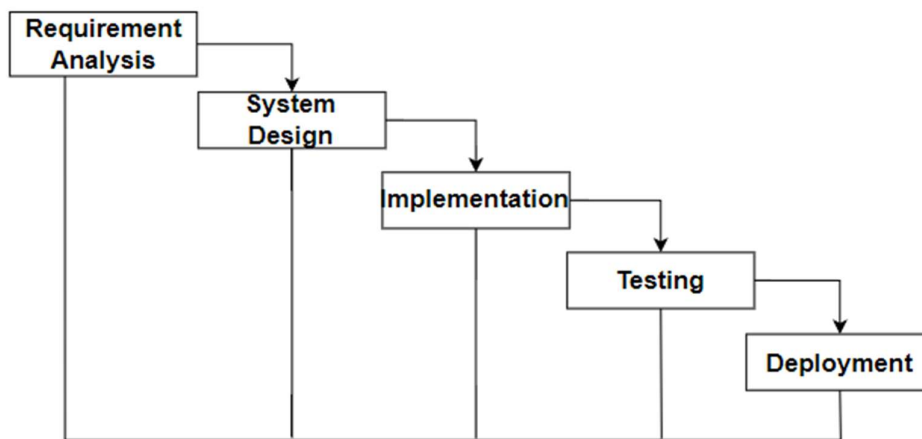 Requirement
Analysis
System
Design
Implementation
Testing
Deployment